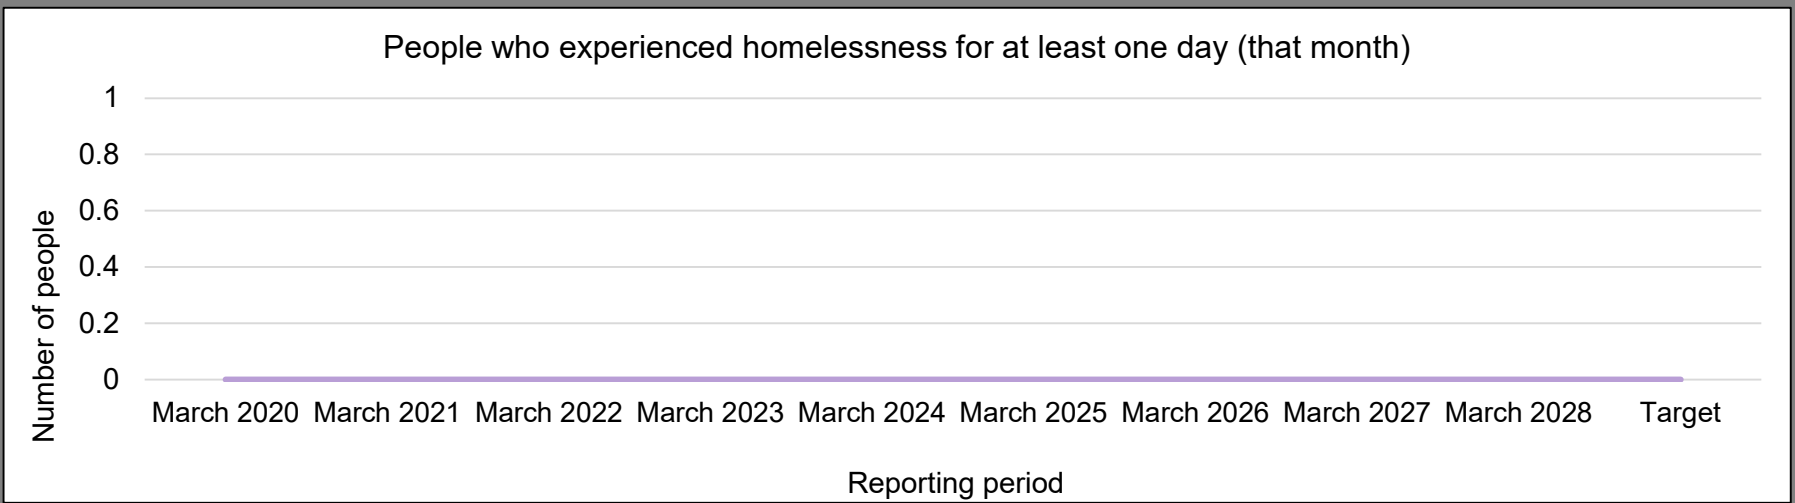 People who experienced homelessness for at least one day (that month)
Number of people
1
0.8
0.6
0.4
0.2
0
March 2020 March 2021 March 2022 March 2023 March 2024 March 2025 March 2026 March 2027 March 2028 Target
Reporting period